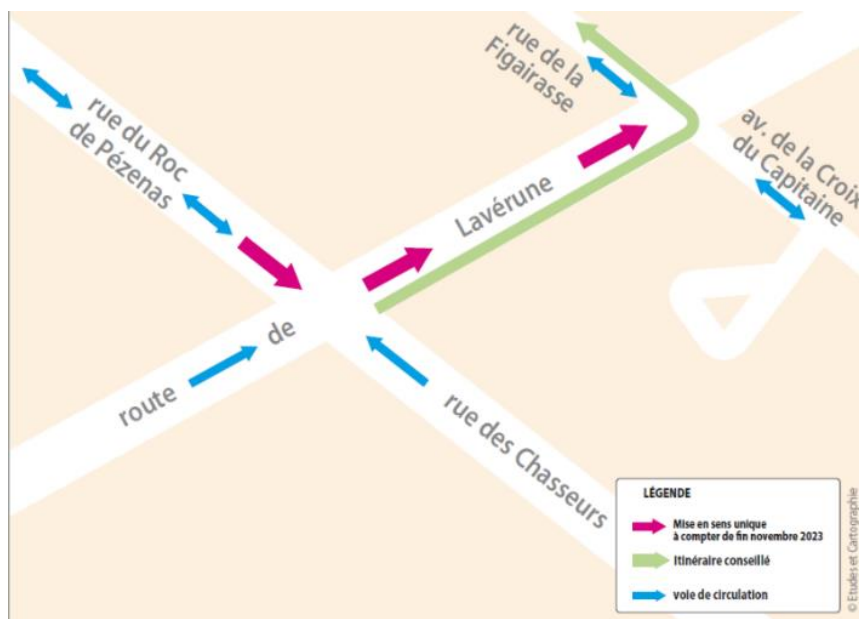 rue de la
Figairasse
rue du Roc
de Pézenas
av. de la Croix
du Capitaine
route de Lavérune
rue des Chasseurs
LÉGENDE
Mise en sens unique
à compter de fin novembre 2023
Itinéraire conseillé
voie de circulation
© Etudes et Cartographie